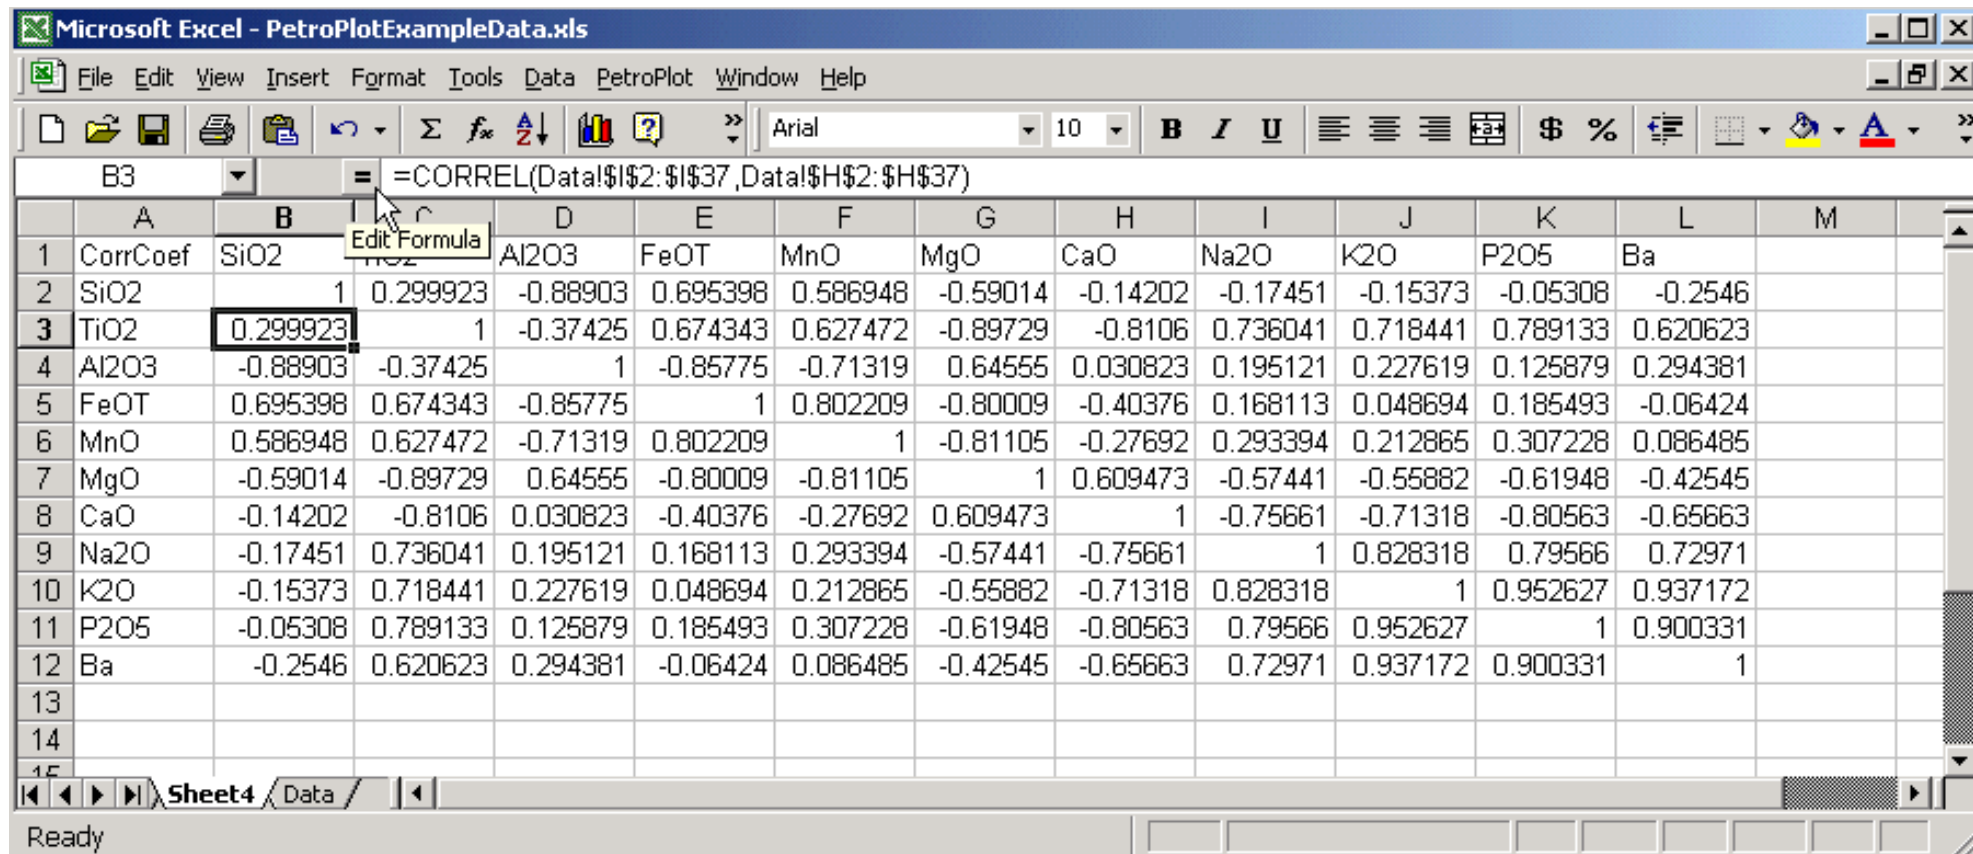 Microsoft Excel - PetroPlotExampleData.xls
File Edit View Insert Format Tools Data PetroPlot Window Help
Arial 10 B I U $ %
B3 = =CORREL(Data!$I$2:$I$37,Data!$H$2:$H$37)
A B C D E F G H I J K L M
Edit Formula
1 CorrCoef SiO2 TiO2 Al2O3 FeOT MnO MgO CaO Na2O K2O P2O5 Ba
2 SiO2 1 0.299923 -0.88903 0.695398 0.586948 -0.59014 -0.14202 -0.17451 -0.15373 -0.05308 -0.2546
3 TiO2 0.299923 1 -0.37425 0.674343 0.627472 -0.89729 -0.8106 0.736041 0.718441 0.789133 0.620623
4 Al2O3 -0.88903 -0.37425 1 -0.85775 -0.71319 0.64555 0.030823 0.195121 0.227619 0.125879 0.294381
5 FeOT 0.695398 0.674343 -0.85775 1 0.802209 -0.80009 -0.40376 0.168113 0.048694 0.185493 -0.06424
6 MnO 0.586948 0.627472 -0.71319 0.802209 1 -0.81105 -0.27692 0.293394 0.212865 0.307228 0.086485
7 MgO -0.59014 -0.89729 0.64555 -0.80009 -0.81105 1 0.609473 -0.57441 -0.55882 -0.61948 -0.42545
8 CaO -0.14202 -0.8106 0.030823 -0.40376 -0.27692 0.609473 1 -0.75661 -0.71318 -0.80563 -0.65663
9 Na2O -0.17451 0.736041 0.195121 0.168113 0.293394 -0.57441 -0.75661 1 0.828318 0.79566 0.72971
10 K2O -0.15373 0.718441 0.227619 0.048694 0.212865 -0.55882 -0.71318 0.828318 1 0.952627 0.937172
11 P2O5 -0.05308 0.789133 0.125879 0.185493 0.307228 -0.61948 -0.80563 0.79566 0.952627 1 0.900331
12 Ba -0.2546 0.620623 0.294381 -0.06424 0.086485 -0.42545 -0.65663 0.72971 0.937172 0.900331 1
13
14
15
Sheet4 Data
Ready